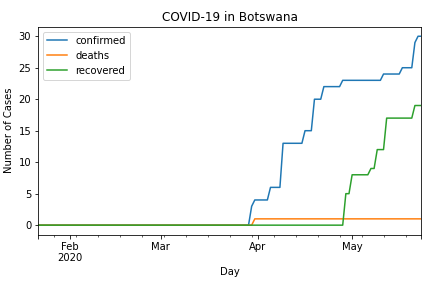 COVID-19 in Botswana
confirmed
deaths
recovered
30
25
20
15
10
5
0
Number of Cases
Feb Mar Apr May
2020
Day